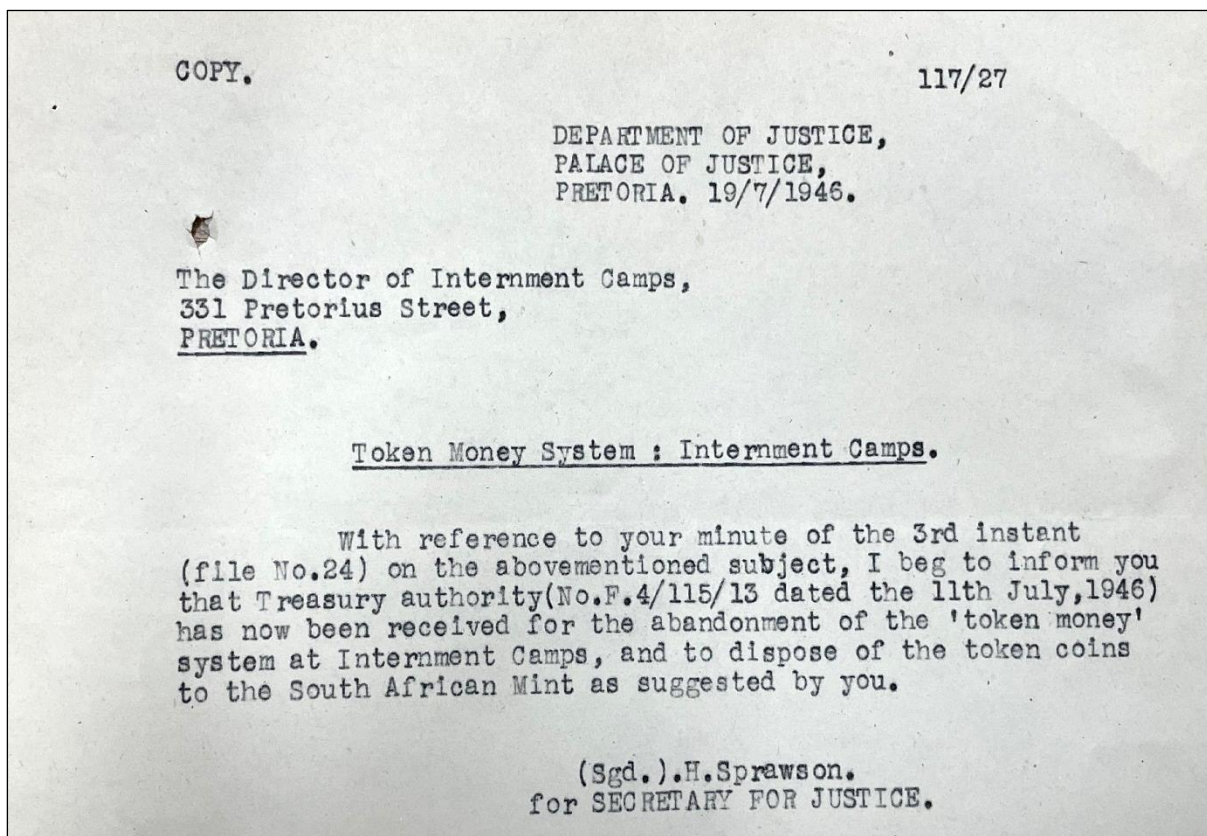 COPY.
117/27
DEPARTMENT OF JUSTICE,
PALACE OF JUSTICE,
PRETORIA. 19/7/1946.
The Director of Internment Camps,
331 Pretorius Street,
PRETORIA.
Token Money System : Internment Camps.
With reference to your minute of the 3rd instant
(file No.24) on the abovementioned subject, I beg to inform you
that Treasury authority(No.F.4/115/13 dated the 11th July,1946)
has now been received for the abandonment of the 'token money'
system at Internment Camps, and to dispose of the token coins
to the South African Mint as suggested by you.
(Sgd.).H.Sprawson.
for SECRETARY FOR JUSTICE.